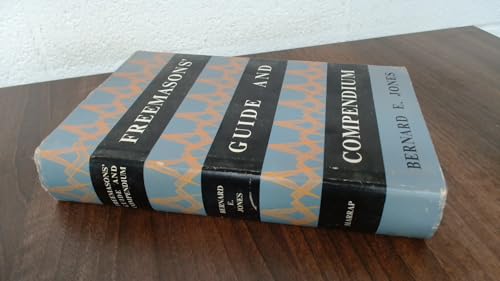 FREEMASONS'
GUIDE AND
COMPENDIUM
BERNARD E. JONES
FREEMASONS'
GUIDE AND
COMPENDIUM
BERNARD
E.
JONES
HARRAP